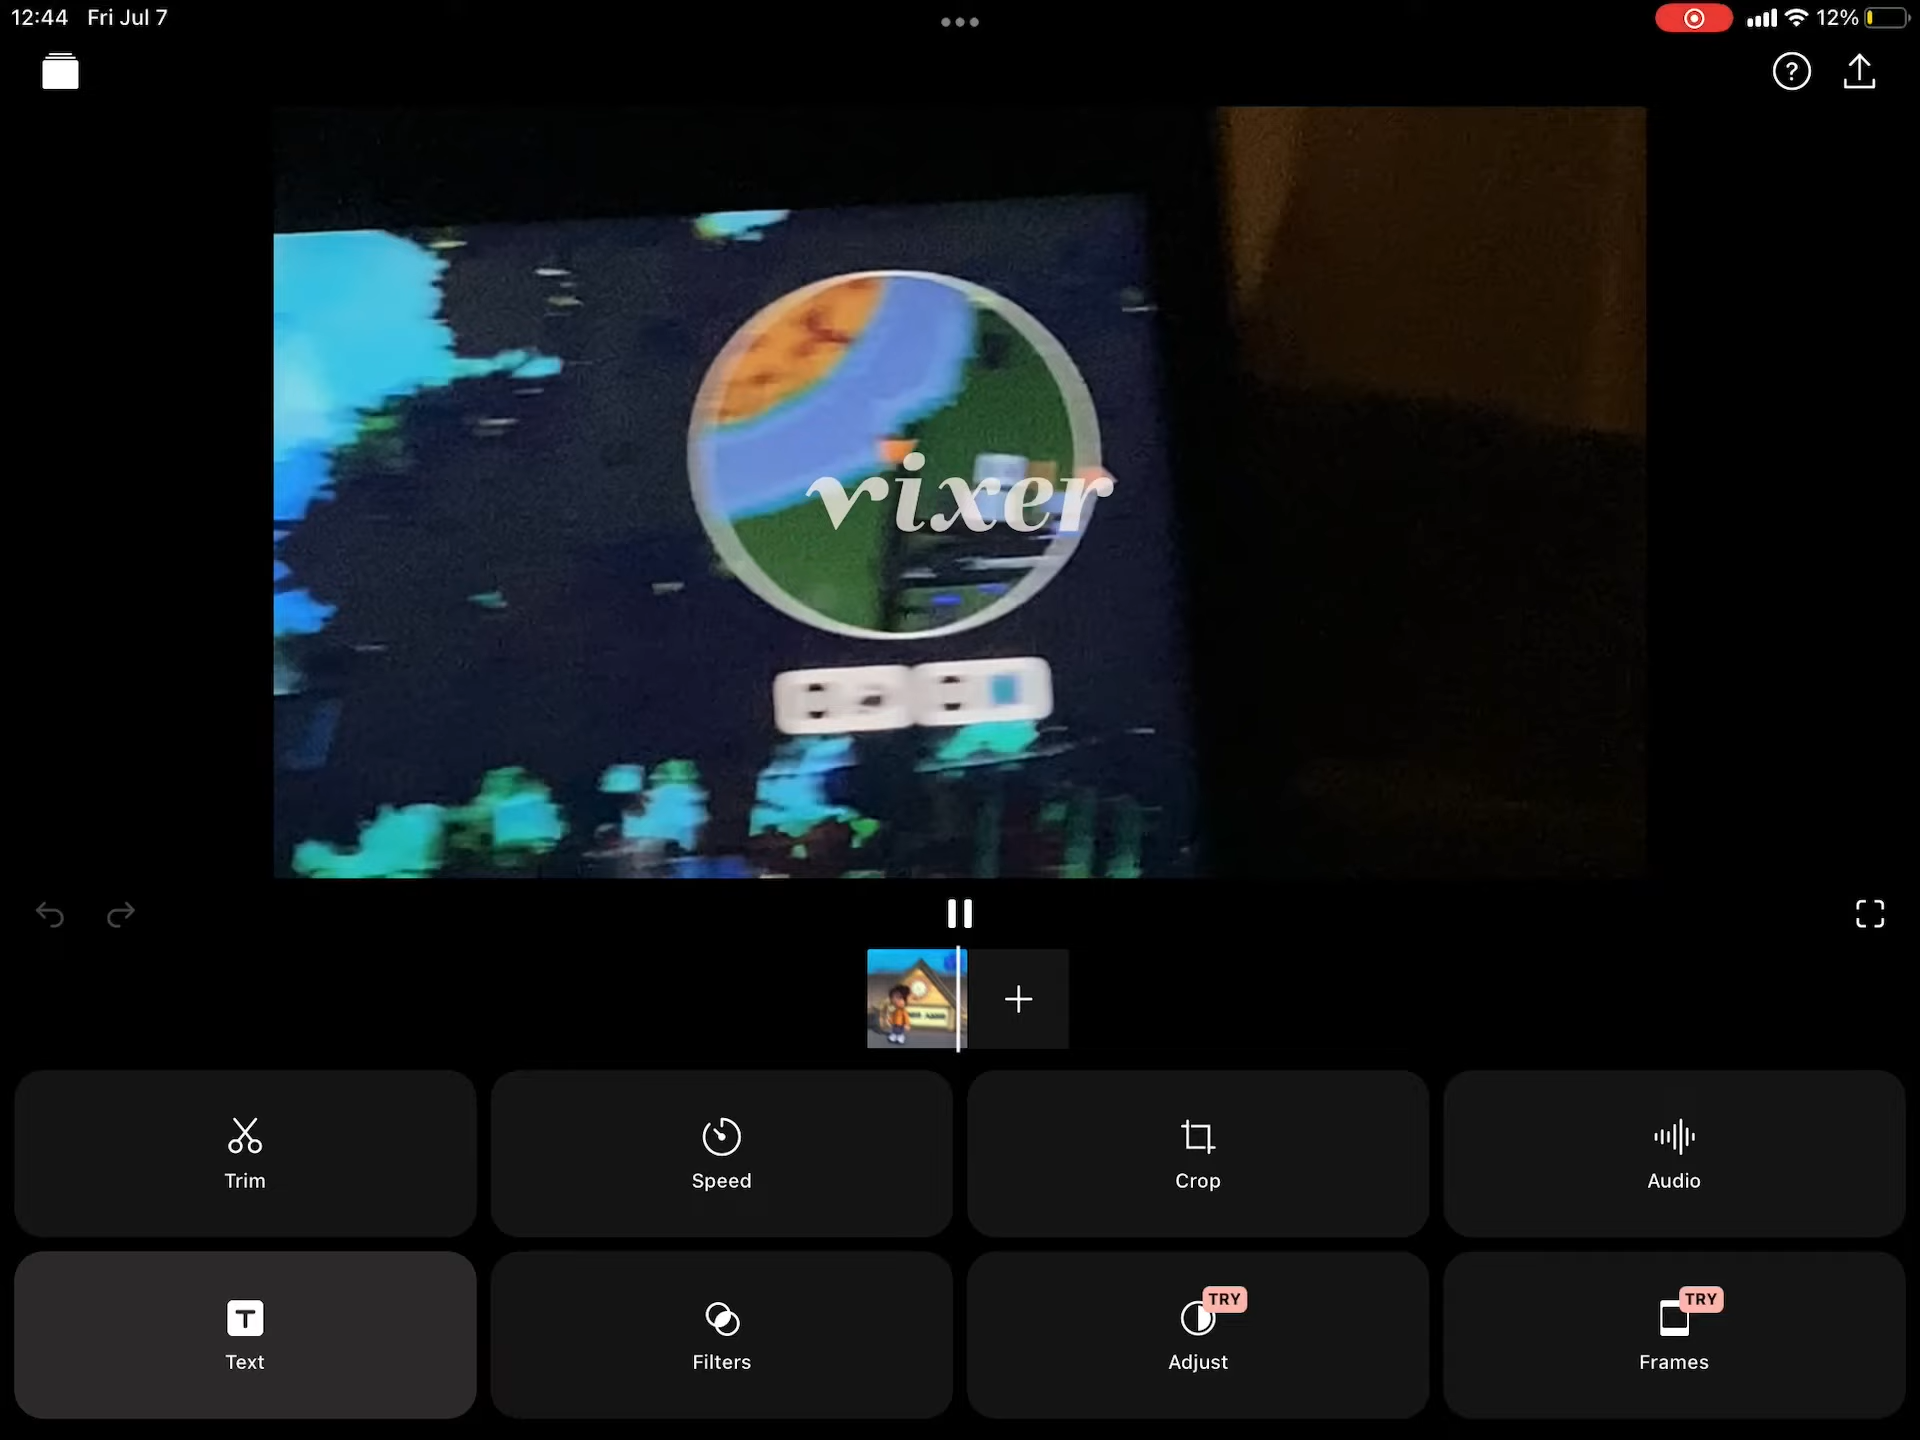 12:44 Fri Jul 7
12%
vixer
Trim
Speed
Crop
Audio
Text
Filters
TRY
Adjust
TRY
Frames